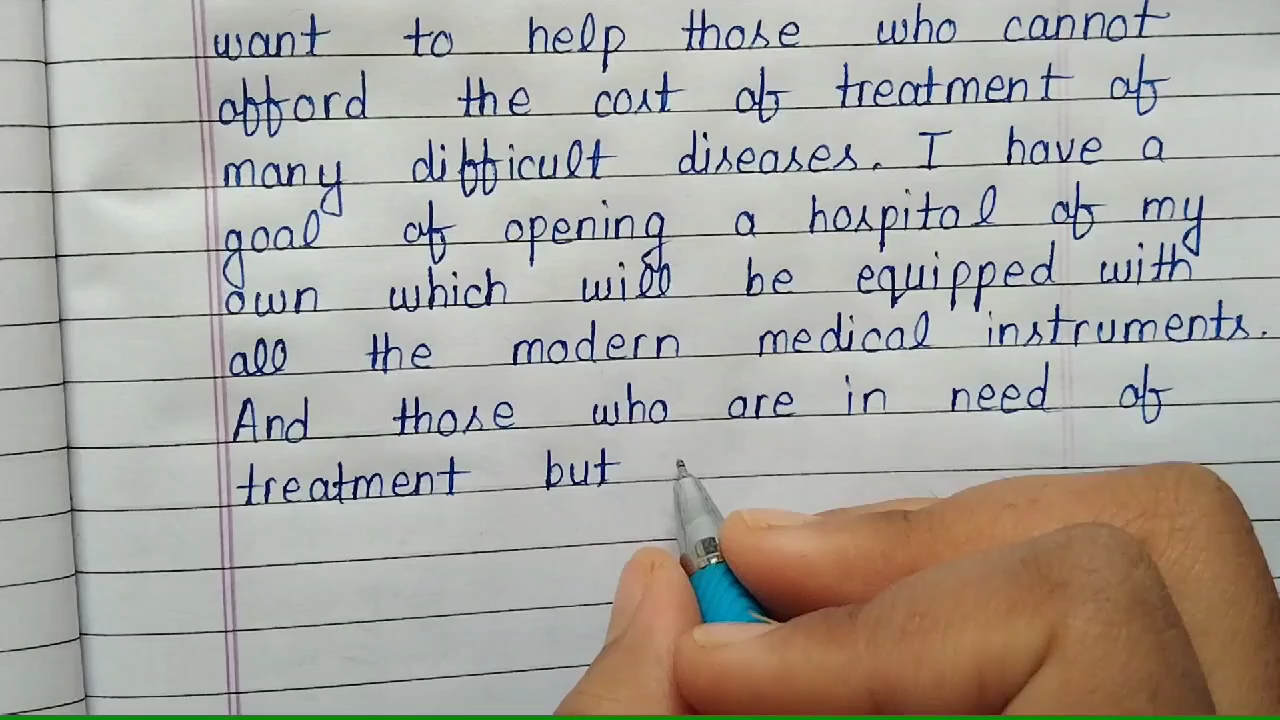 want to help those who cannot
afford the cost of treatment of
many difficult diseases. I have a
goal of opening a hospital of my
own which will be equipped with
all the modern medical instruments.
And those who are in need of
treatment but